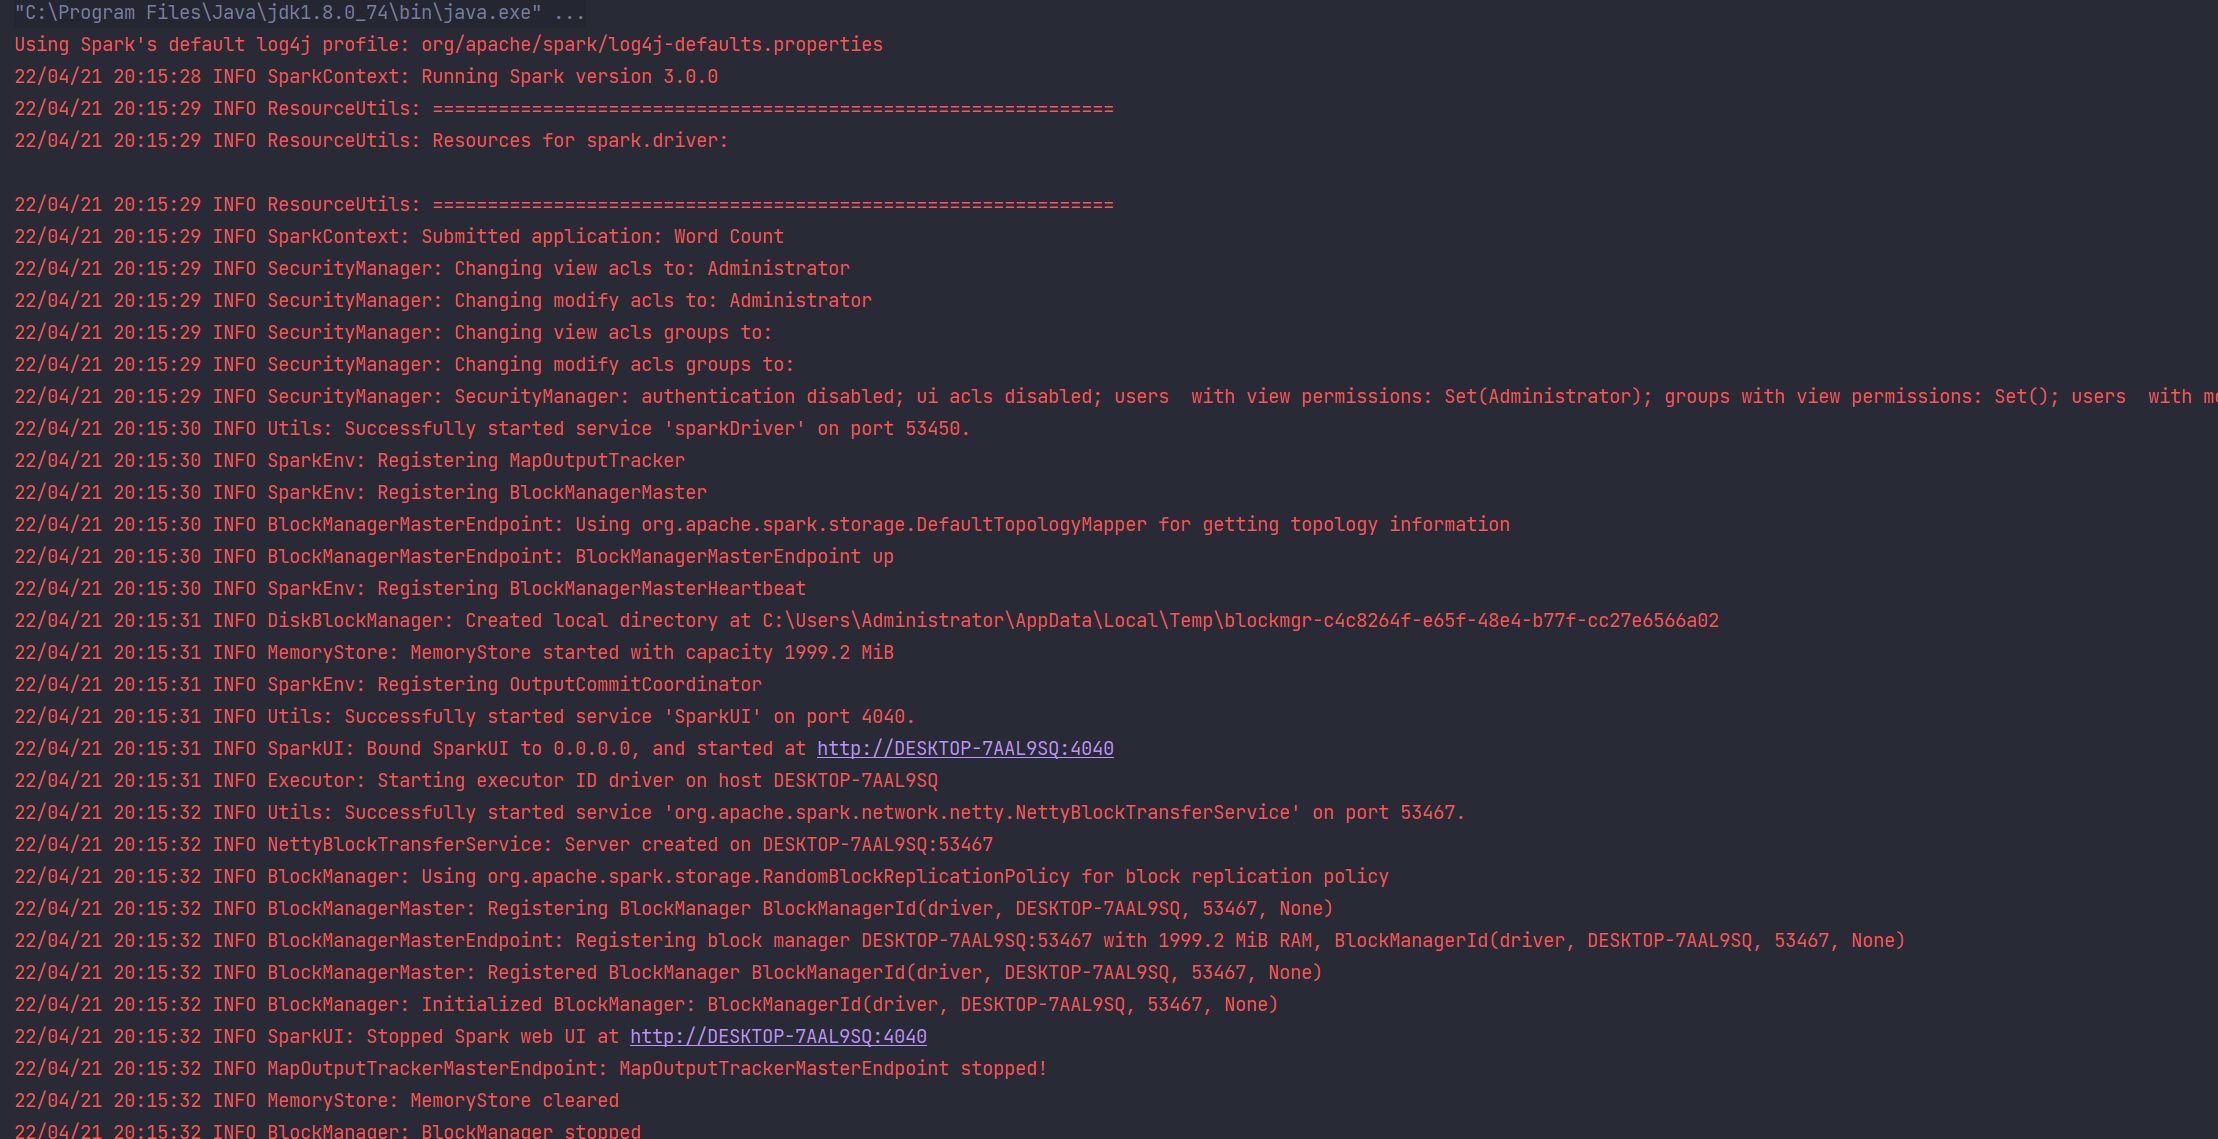 "C:\Program Files\Java\jdk1.8.0_74\bin\java.exe" ...
Using Spark's default log4j profile: org/apache/spark/log4j-defaults.properties
22/04/21 20:15:28 INFO SparkContext: Running Spark version 3.0.0
22/04/21 20:15:29 INFO ResourceUtils: ==============================================================
22/04/21 20:15:29 INFO ResourceUtils: Resources for spark.driver:

22/04/21 20:15:29 INFO ResourceUtils: ==============================================================
22/04/21 20:15:29 INFO SparkContext: Submitted application: Word Count
22/04/21 20:15:29 INFO SecurityManager: Changing view acls to: Administrator
22/04/21 20:15:29 INFO SecurityManager: Changing modify acls to: Administrator
22/04/21 20:15:29 INFO SecurityManager: Changing view acls groups to:
22/04/21 20:15:29 INFO SecurityManager: Changing modify acls groups to:
22/04/21 20:15:29 INFO SecurityManager: SecurityManager: authentication disabled; ui acls disabled; users  with view permissions: Set(Administrator); groups with view permissions: Set(); users  with
22/04/21 20:15:30 INFO Utils: Successfully started service 'sparkDriver' on port 53450.
22/04/21 20:15:30 INFO SparkEnv: Registering MapOutputTracker
22/04/21 20:15:30 INFO SparkEnv: Registering BlockManagerMaster
22/04/21 20:15:30 INFO BlockManagerMasterEndpoint: Using org.apache.spark.storage.DefaultTopologyMapper for getting topology information
22/04/21 20:15:30 INFO BlockManagerMasterEndpoint: BlockManagerMasterEndpoint up
22/04/21 20:15:30 INFO SparkEnv: Registering BlockManagerMasterHeartbeat
22/04/21 20:15:31 INFO DiskBlockManager: Created local directory at C:\Users\Administrator\AppData\Local\Temp\blockmgr-c4c8264f-e65f-48e4-b77f-cc27e6566a02
22/04/21 20:15:31 INFO MemoryStore: MemoryStore started with capacity 1999.2 MiB
22/04/21 20:15:31 INFO SparkEnv: Registering OutputCommitCoordinator
22/04/21 20:15:31 INFO Utils: Successfully started service 'SparkUI' on port 4040.
22/04/21 20:15:31 INFO SparkUI: Bound SparkUI to 0.0.0.0, and started at http://DESKTOP-7AAL9SQ:4040
22/04/21 20:15:31 INFO Executor: Starting executor ID driver on host DESKTOP-7AAL9SQ
22/04/21 20:15:32 INFO Utils: Successfully started service 'org.apache.spark.network.netty.NettyBlockTransferService' on port 53467.
22/04/21 20:15:32 INFO NettyBlockTransferService: Server created on DESKTOP-7AAL9SQ:53467
22/04/21 20:15:32 INFO BlockManager: Using org.apache.spark.storage.RandomBlockReplicationPolicy for block replication policy
22/04/21 20:15:32 INFO BlockManagerMaster: Registering BlockManager BlockManagerId(driver, DESKTOP-7AAL9SQ, 53467, None)
22/04/21 20:15:32 INFO BlockManagerMasterEndpoint: Registering block manager DESKTOP-7AAL9SQ:53467 with 1999.2 MiB RAM, BlockManagerId(driver, DESKTOP-7AAL9SQ, 53467, None)
22/04/21 20:15:32 INFO BlockManagerMaster: Registered BlockManager BlockManagerId(driver, DESKTOP-7AAL9SQ, 53467, None)
22/04/21 20:15:32 INFO BlockManager: Initialized BlockManager: BlockManagerId(driver, DESKTOP-7AAL9SQ, 53467, None)
22/04/21 20:15:32 INFO SparkUI: Stopped Spark web UI at http://DESKTOP-7AAL9SQ:4040
22/04/21 20:15:32 INFO MapOutputTrackerMasterEndpoint: MapOutputTrackerMasterEndpoint stopped!
22/04/21 20:15:32 INFO MemoryStore: MemoryStore cleared
22/04/21 20:15:32 INFO BlockManager: BlockManager stopped